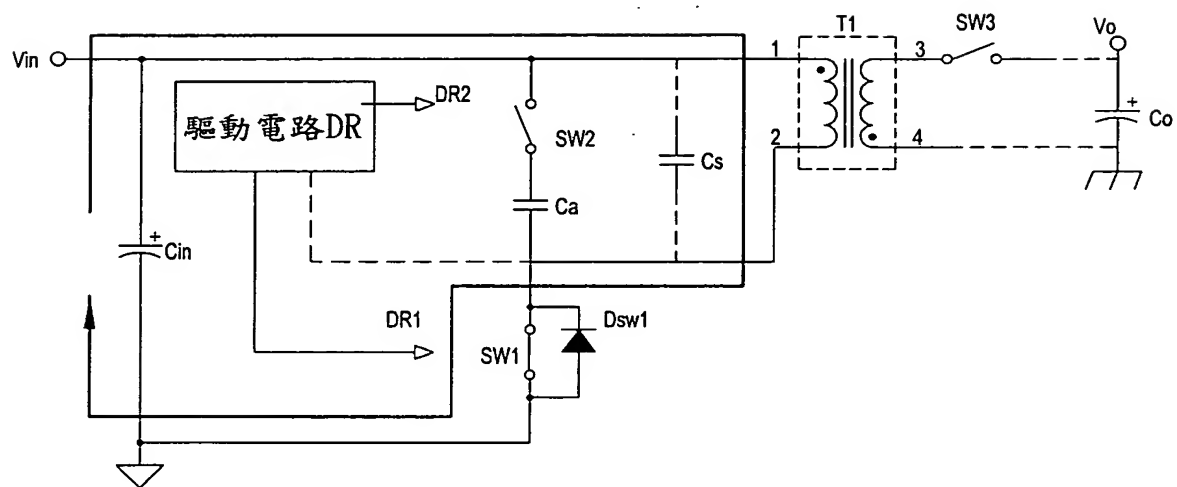 T1
SW3
Vo
Vin
1
3
DR2
驅動電路DR
SW2
+
Co
2
4
Cs
Ca
+
Cin
DR1
Dsw1
SW1